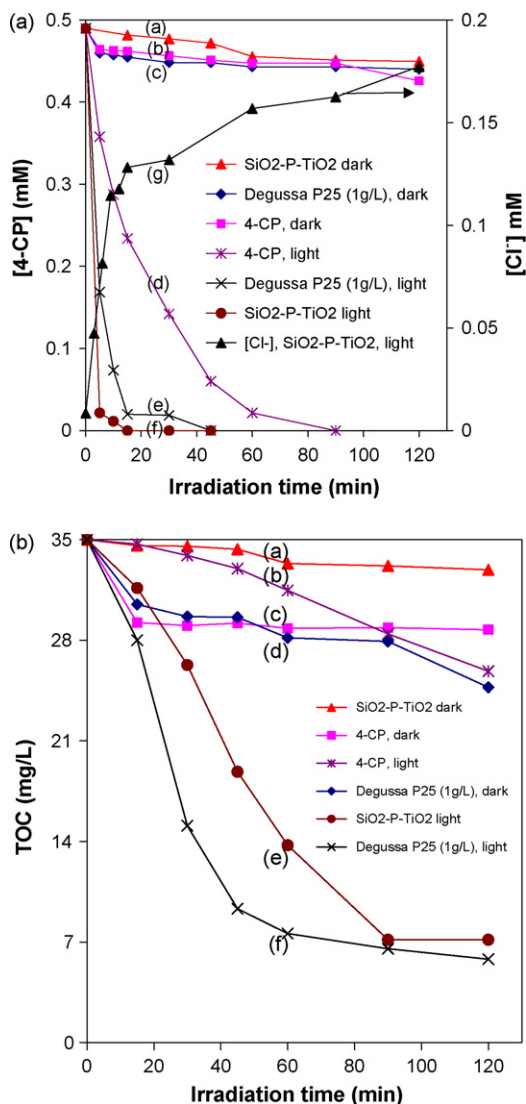 (a)
0.5
0.4
0.3
0.2
0.1
0
[4-CP] (mM)
0.2
0.15
0.1
0.05
0
[Cl-] mM
(a)
(b)
(c)
(g)
(d)
(e)
(f)
SiO2-P-TiO2 dark
Degussa P25 (1g/L), dark
4-CP, dark
4-CP, light
Degussa P25 (1g/L), light
SiO2-P-TiO2 light
[Cl-], SiO2-P-TiO2, light
0 20 40 60 80 100 120
Irradiation time (min)
(b)
35
28
21
14
7
0
TOC (mg/L)
(a)
(b)
(c)
(d)
(e)
(f)
SiO2-P-TiO2 dark
4-CP, dark
4-CP, light
Degussa P25 (1g/L), dark
SiO2-P-TiO2 light
Degussa P25 (1g/L), light
0 20 40 60 80 100 120
Irradiation time (min)